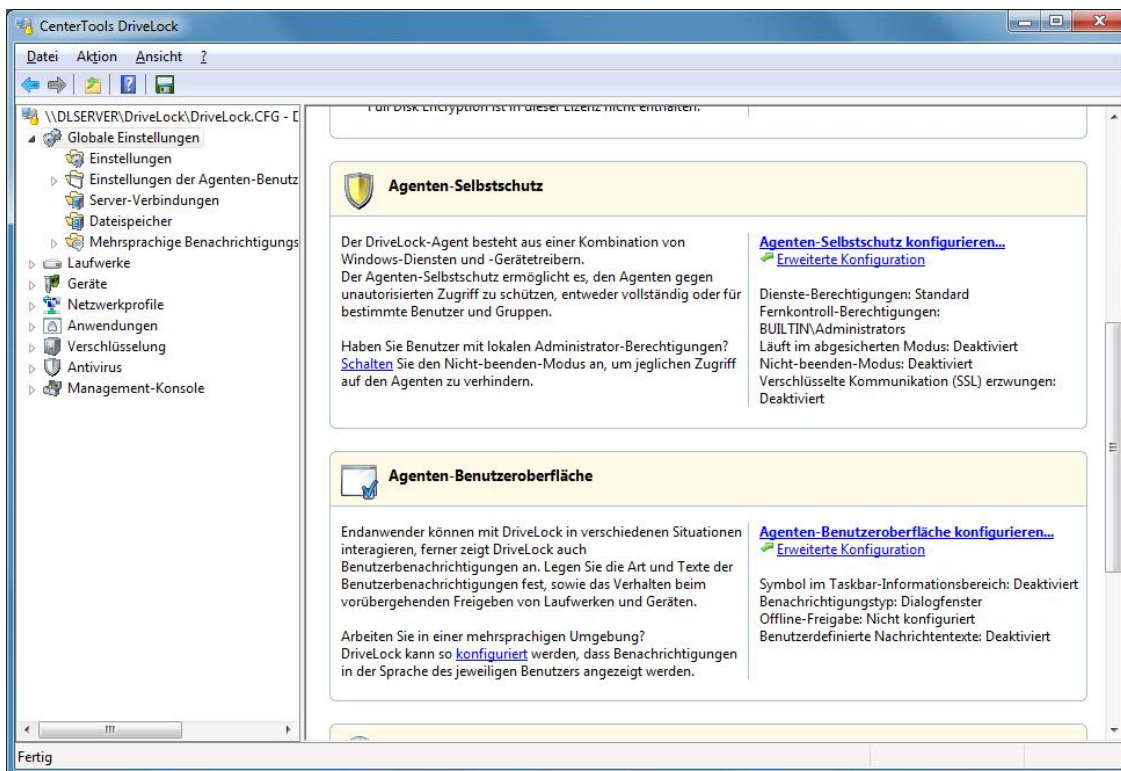 CenterTools DriveLock
Datei Aktion Ansicht ?
\\DLSERVER\DriveLock\DriveLock.CFG - D
Globale Einstellungen
Einstellungen
Einstellungen der Agenten-Benutz
Server-Verbindungen
Dateispeicher
Mehrsprachige Benachrichtigungs
Laufwerke
Geräte
Netzwerkprofile
Anwendungen
Verschlüsselung
Antivirus
Management-Konsole
Full Disk Encryption ist in dieser Lizenz nicht enthalten.
Agenten-Selbstschutz
Der DriveLock-Agent besteht aus einer Kombination von
Windows-Diensten und -Gerätetreibern.
Der Agenten-Selbstschutz ermöglicht es, den Agenten gegen
unautorisierten Zugriff zu schützen, entweder vollständig oder für
bestimmte Benutzer und Gruppen.
Haben Sie Benutzer mit lokalen Administrator-Berechtigungen?
Schalten Sie den Nicht-beenden-Modus an, um jeglichen Zugriff
auf den Agenten zu verhindern.
Agenten-Selbstschutz konfigurieren...
Erweiterte Konfiguration
Dienste-Berechtigungen: Standard
Fernkontroll-Berechtigungen:
BUILTIN\Administrators
Läuft im abgesicherten Modus: Deaktiviert
Nicht-beenden-Modus: Deaktiviert
Verschlüsselte Kommunikation (SSL) erzwungen:
Deaktiviert
Agenten-Benutzeroberfläche
Endanwender können mit DriveLock in verschiedenen Situationen
interagieren, ferner zeigt DriveLock auch
Benutzerbenachrichtigungen an. Legen Sie die Art und Texte der
Benutzerbenachrichtigungen fest, sowie das Verhalten beim
vorübergehenden Freigeben von Laufwerken und Geräten.
Arbeiten Sie in einer mehrsprachigen Umgebung?
DriveLock kann so konfiguriert werden, dass Benachrichtigungen
in der Sprache des jeweiligen Benutzers angezeigt werden.
Agenten-Benutzeroberfläche konfigurieren...
Erweiterte Konfiguration
Symbol im Taskbar-Informationsbereich: Deaktiviert
Benachrichtigungstyp: Dialogfenster
Offline-Freigabe: Nicht konfiguriert
Benutzerdefinierte Nachrichtentexte: Deaktiviert
Fertig